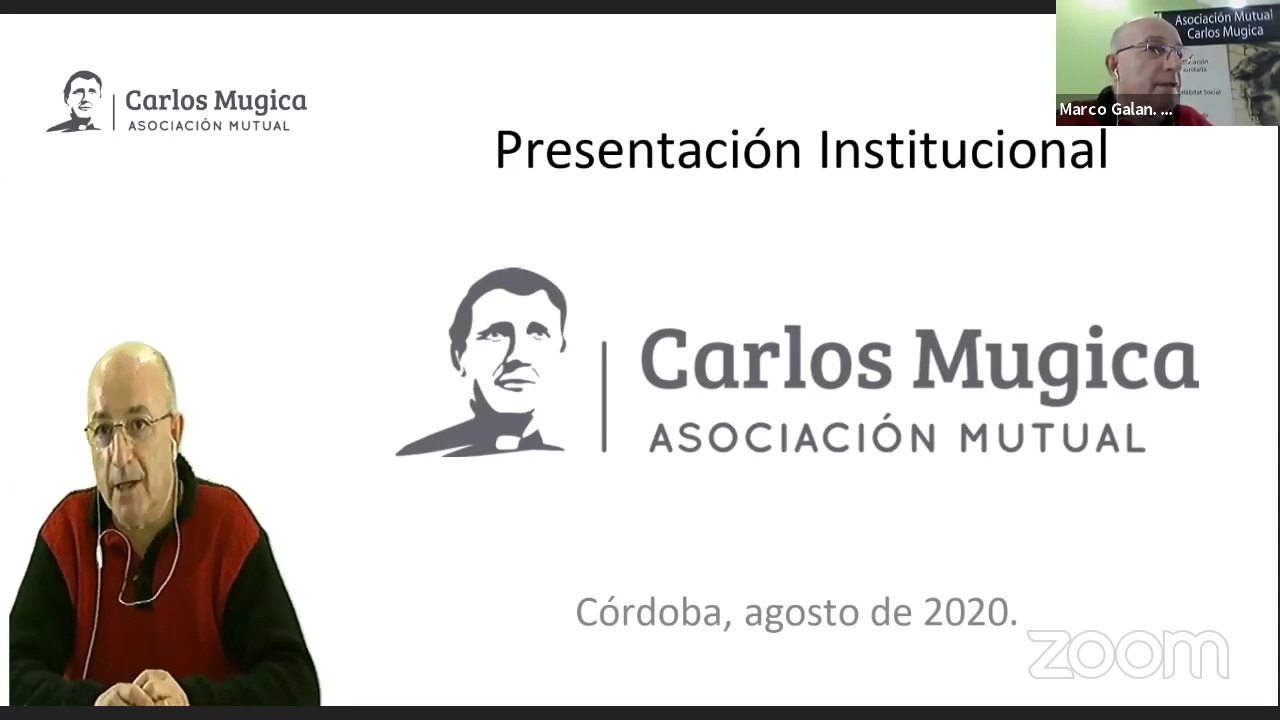 Carlos Mugica
ASOCIACIÓN MUTUAL
Asociación Mutual
Carlos Mugica
Marco Galan. ...
Presentación Institucional
Carlos Mugica
ASOCIACIÓN MUTUAL
Córdoba, agosto de 2020.
zoom